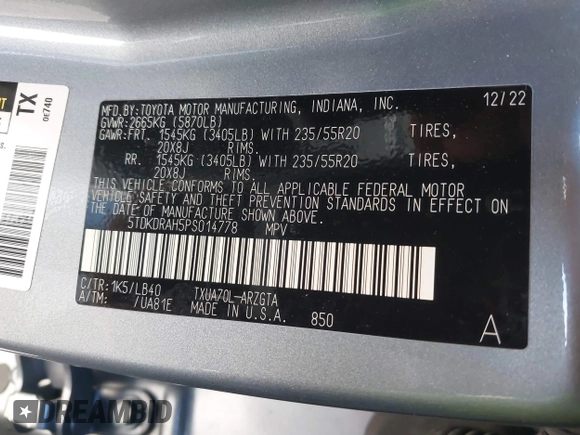 MFD.BY:TOYOTA MOTOR MANUFACTURING, INDIANA, INC. 12/22
GVWR:2665KG (5870LB)
GAWR:FRT. 1545KG (3405LB) WITH 235/55R20 TIRES,
20X8J RIMS.
RR. 1545KG (3405LB) WITH 235/55R20 TIRES,
20X8J RIMS.
THIS VEHICLE CONFORMS TO ALL APPLICABLE FEDERAL MOTOR
VEHICLE SAFETY AND THEFT PREVENTION STANDARDS IN EFFECT ON
THE DATE OF MANUFACTURE SHOWN ABOVE.
5TDKDRAH5PS014778 MPV
C/TR:1K5/LB40 TXUA70L-ARZGTA
A/TM: /UA81E MADE IN U.S.A. 850
A
TX
0E740
DREAMBID